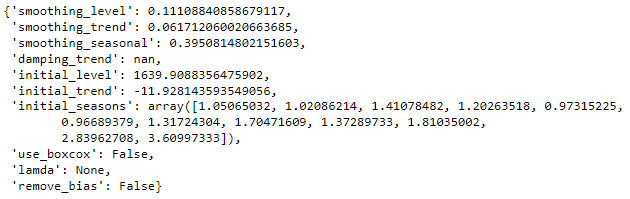 {'smoothing_level': 0.11108840858679117,
'smoothing_trend': 0.061712060020663685,
'smoothing_seasonal': 0.3950814802151603,
'damping_trend': nan,
'initial_level': 1639.9088356475902,
'initial_trend': -11.928143593549056,
'initial_seasons': array([1.05065032, 1.02086214, 1.41078482, 1.20263518, 0.97315225,
0.96689379, 1.31724304, 1.70471609, 1.37289733, 1.81035002,
2.83962708, 3.60997333]),
'use_boxcox': False,
'lamda': None,
'remove_bias': False}